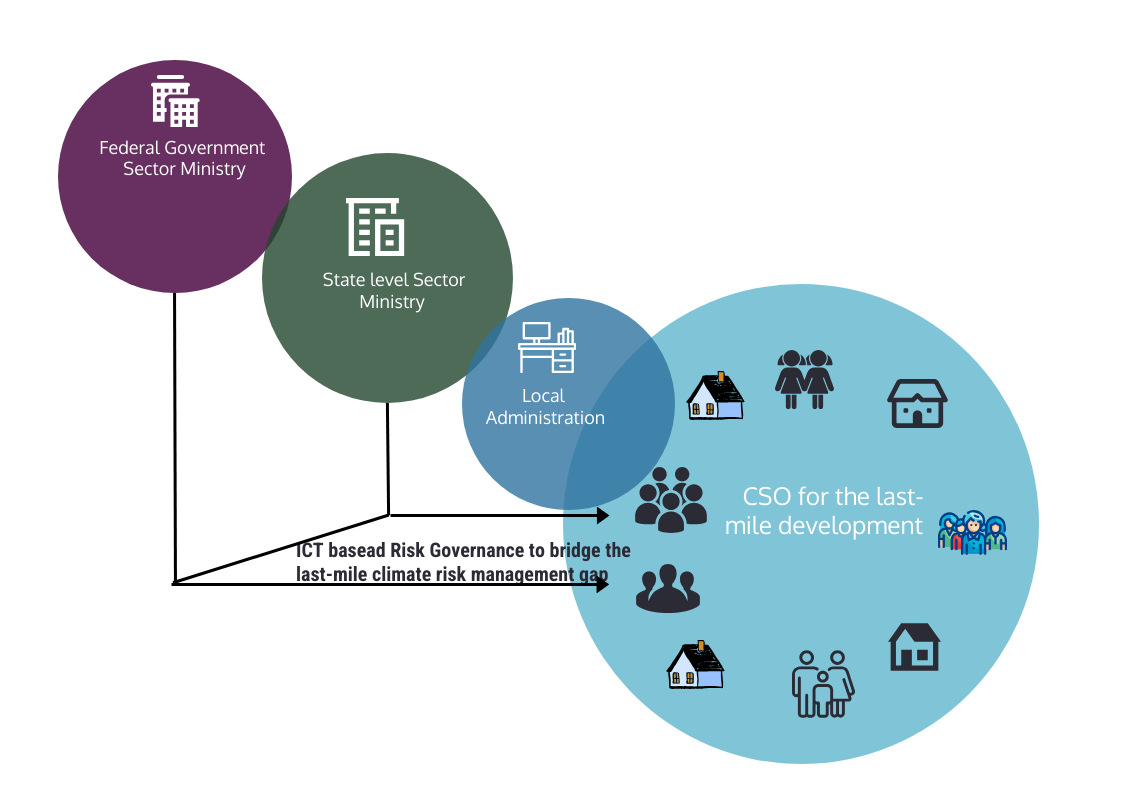 Federal Government
Sector Ministry
State level Sector
Ministry
Local
Administration
CSO for the last-
mile development
ICT basead Risk Governance to bridge the
last-mile climate risk management gap